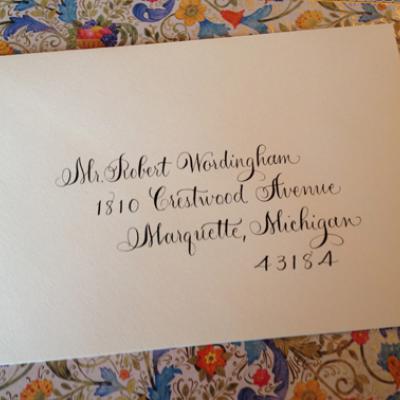 Mr. Robert Wordingham
1810 Crestwood Avenue
Marquette, Michigan
43184